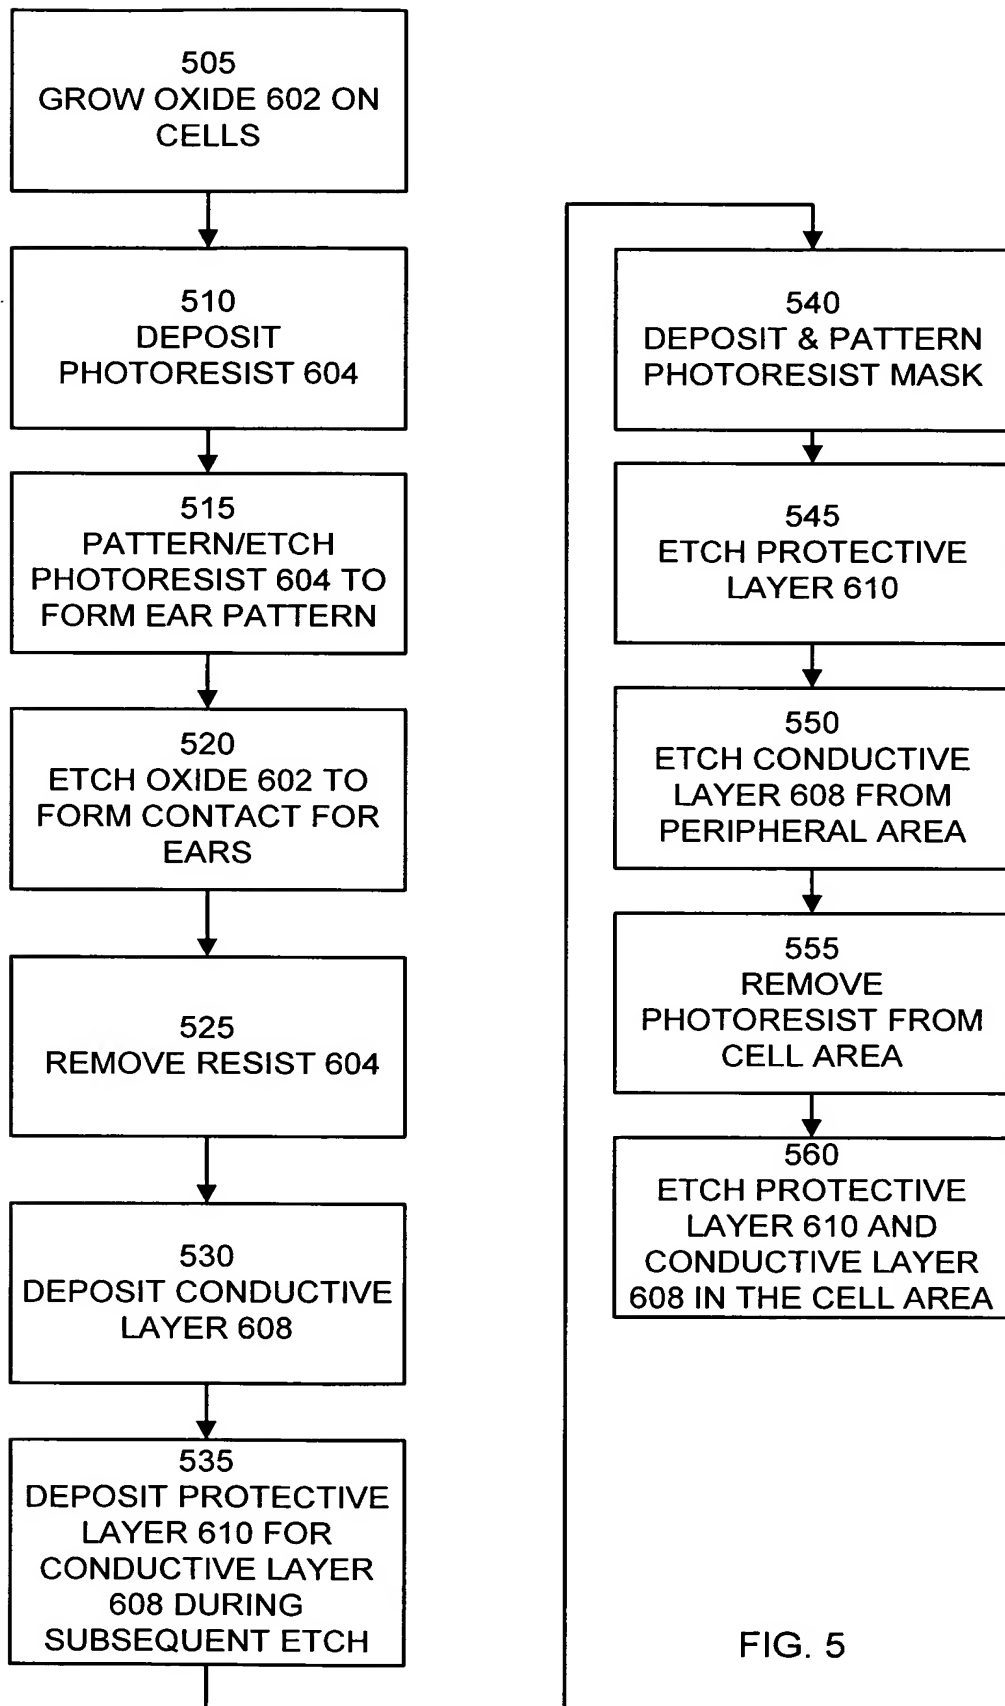 505
GROW OXIDE 602 ON
CELLS
510
DEPOSIT
PHOTORESIST 604
515
PATTERN/ETCH
PHOTORESIST 604 TO
FORM EAR PATTERN
520
ETCH OXIDE 602 TO
FORM CONTACT FOR
EARS
525
REMOVE RESIST 604
530
DEPOSIT CONDUCTIVE
LAYER 608
535
DEPOSIT PROTECTIVE
LAYER 610 FOR
CONDUCTIVE LAYER
608 DURING
SUBSEQUENT ETCH
540
DEPOSIT & PATTERN
PHOTORESIST MASK
545
ETCH PROTECTIVE
LAYER 610
550
ETCH CONDUCTIVE
LAYER 608 FROM
PERIPHERAL AREA
555
REMOVE
PHOTORESIST FROM
CELL AREA
560
ETCH PROTECTIVE
LAYER 610 AND
CONDUCTIVE LAYER
608 IN THE CELL AREA
FIG. 5